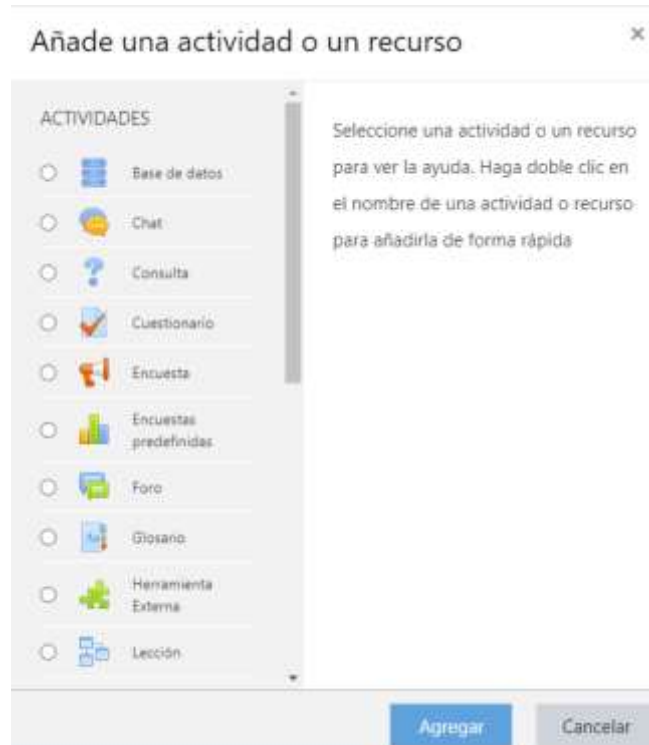 Añade una actividad o un recurso
×
ACTIVIDADES
Base de datos
Chat
Consulta
Cuestionario
Encuesta
Encuestas
predefinidas
Foro
Glosario
Herramienta
Externa
Lección
Seleccione una actividad o un recurso
para ver la ayuda. Haga doble clic en
el nombre de una actividad o recurso
para añadirla de forma rápida
Agregar
Cancelar